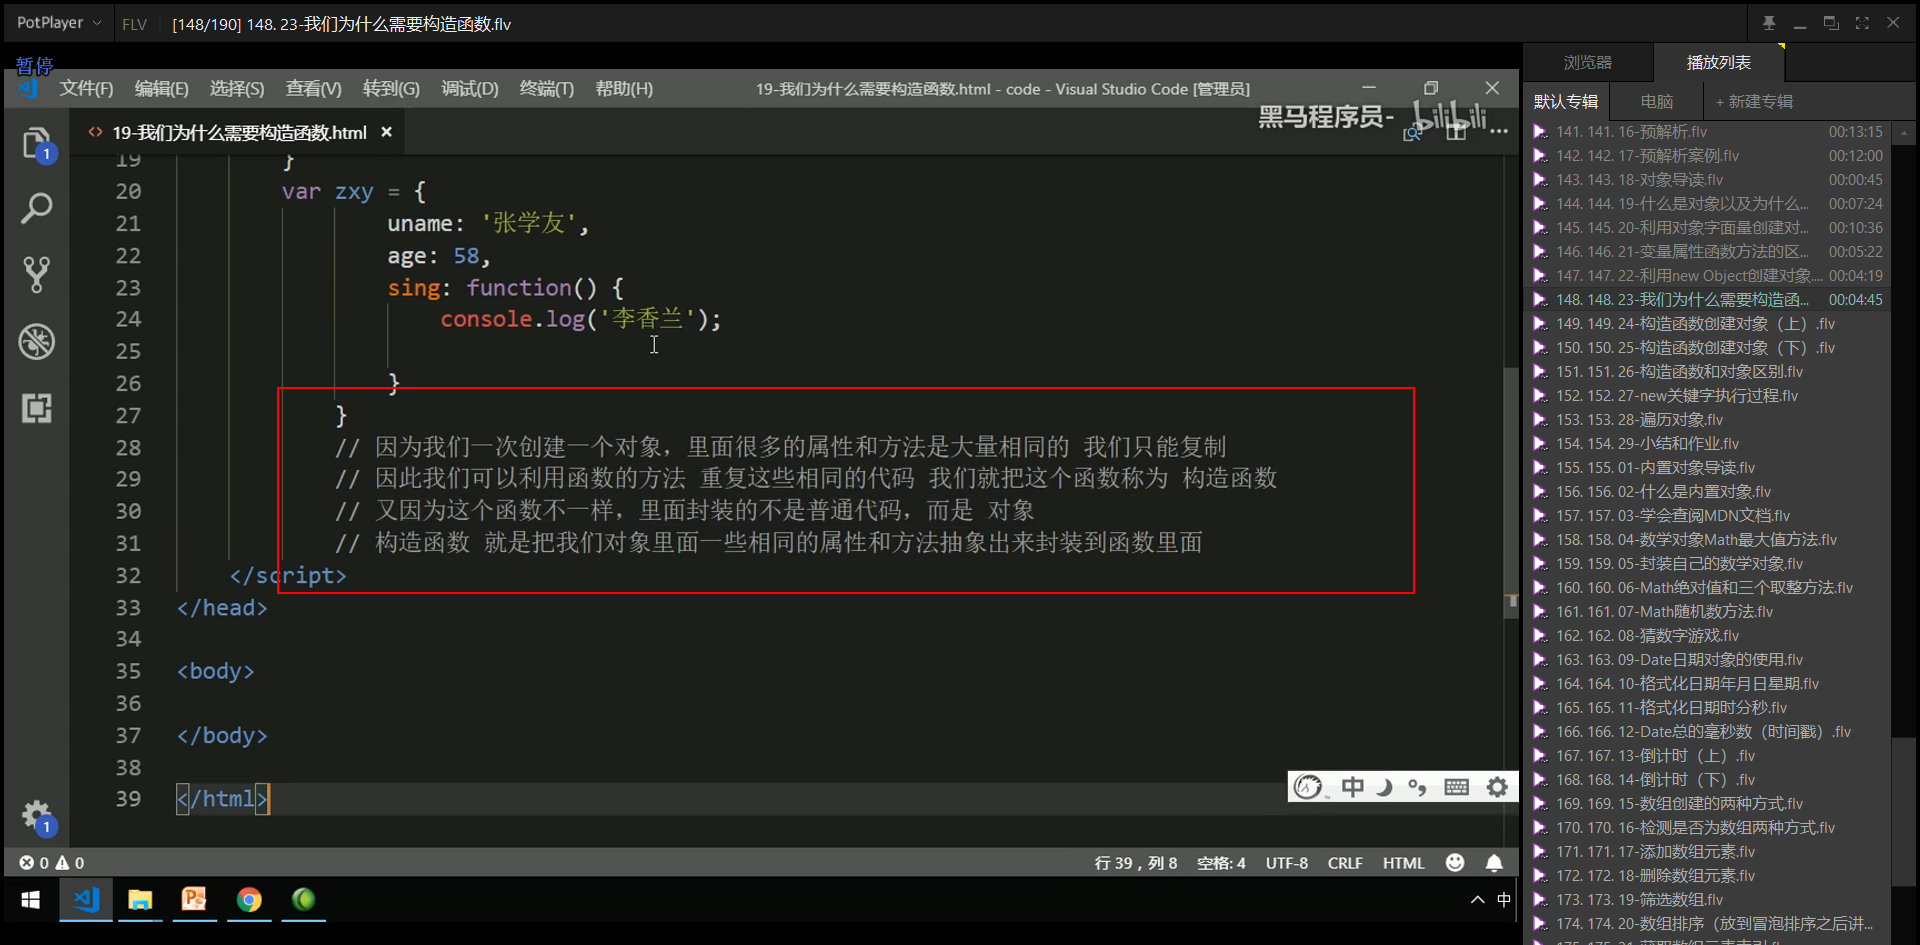 PotPlayer FLV [148/190] 148. 23-我们为什么需要构造函数.flv
暂停
文件(F) 编辑(E) 选择(S) 查看(V) 转到(G) 调试(D) 终端(T) 帮助(H) 19-我们为什么需要构造函数.html - code - Visual Studio Code [管理员]
黑马程序员- bilibili
<> 19-我们为什么需要构造函数.html ×
19 }
20 var zxy = {
21 uname: '张学友',
22 age: 58,
23 sing: function() {
24 console.log('李香兰');
25
26 }
27 }
28 // 因为我们一次创建一个对象，里面很多的属性和方法是大量相同的 我们只能复制
29 // 因此我们可以利用函数的方法 重复这些相同的代码 我们就把这个函数称为 构造函数
30 // 又因为这个函数不一样，里面封装的不是普通代码，而是 对象
31 // 构造函数 就是把我们对象里面一些相同的属性和方法抽象出来封装到函数里面
32 </script>
33 </head>
34
35 <body>
36
37 </body>
38
39 </html>
1
1
中
0 0 行 39，列 8 空格: 4 UTF-8 CRLF HTML
中
浏览器 播放列表
默认专辑 电脑 + 新建专辑
141. 141. 16-预解析.flv 00:13:15
142. 142. 17-预解析案例.flv 00:12:00
143. 143. 18-对象导读.flv 00:00:45
144. 144. 19-什么是对象以及为什么... 00:07:24
145. 145. 20-利用对象字面量创建对... 00:10:36
146. 146. 21-变量属性函数方法的区... 00:05:22
147. 147. 22-利用new Object创建对象.... 00:04:19
148. 148. 23-我们为什么需要构造函... 00:04:45
149. 149. 24-构造函数创建对象（上）.flv
150. 150. 25-构造函数创建对象（下）.flv
151. 151. 26-构造函数和对象区别.flv
152. 152. 27-new关键字执行过程.flv
153. 153. 28-遍历对象.flv
154. 154. 29-小结和作业.flv
155. 155. 01-内置对象导读.flv
156. 156. 02-什么是内置对象.flv
157. 157. 03-学会查阅MDN文档.flv
158. 158. 04-数学对象Math最大值方法.flv
159. 159. 05-封装自己的数学对象.flv
160. 160. 06-Math绝对值和三个取整方法.flv
161. 161. 07-Math随机数方法.flv
162. 162. 08-猜数字游戏.flv
163. 163. 09-Date日期对象的使用.flv
164. 164. 10-格式化日期年月日星期.flv
165. 165. 11-格式化日期时分秒.flv
166. 166. 12-Date总的毫秒数（时间戳）.flv
167. 167. 13-倒计时（上）.flv
168. 168. 14-倒计时（下）.flv
169. 169. 15-数组创建的两种方式.flv
170. 170. 16-检测是否为数组两种方式.flv
171. 171. 17-添加数组元素.flv
172. 172. 18-删除数组元素.flv
173. 173. 19-筛选数组.flv
174. 174. 20-数组排序（放到冒泡排序之后讲...